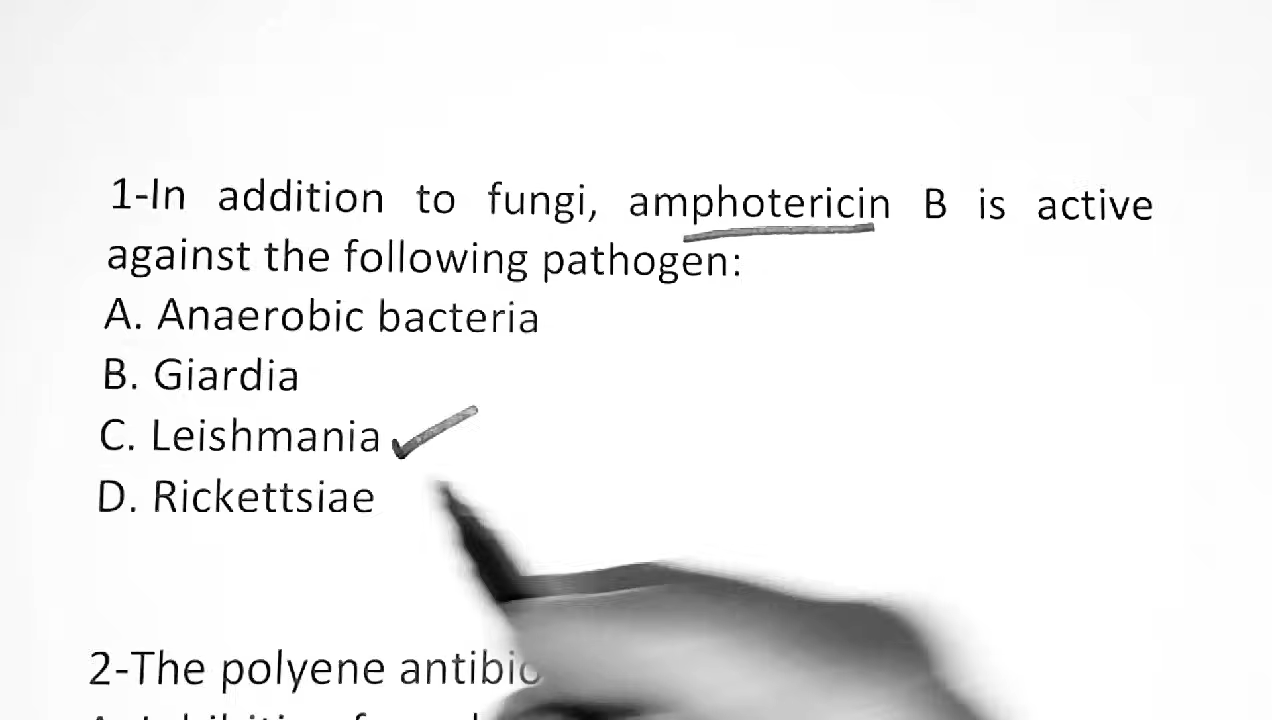 1-In addition to fungi, amphotericin B is active
against the following pathogen:
A. Anaerobic bacteria
B. Giardia
C. Leishmania
D. Rickettsiae
2-The polyene